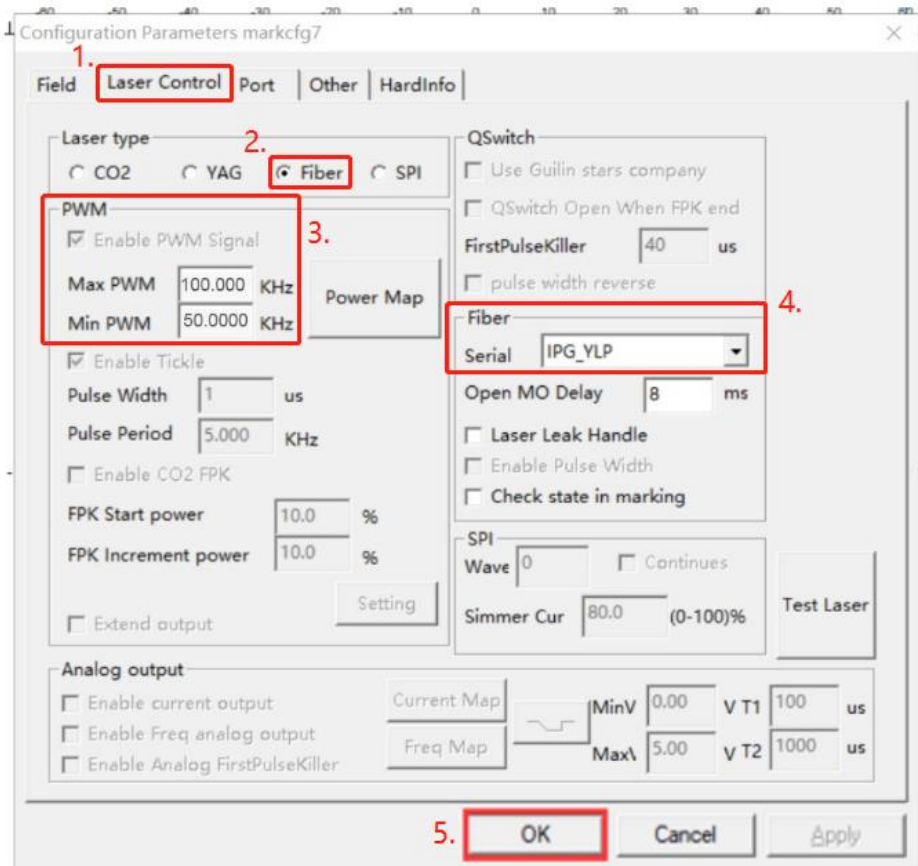 -60 -50 -40 -30 -20 -10 0 10 20 30 40 50 60
Configuration Parameters markcfg7
1.
Field Laser Control Port Other HardInfo
Laser type
2.
CO2 YAG Fiber SPI
PWM
3.
Enable PWM Signal
Max PWM 100.000 KHz
Min PWM 50.0000 KHz
Power Map
Enable Tickle
Pulse Width 1 us
Pulse Period 5.000 KHz
Enable CO2 FPK
FPK Start power 10.0 %
FPK Increment power 10.0 %
Setting
Extend output
QSwitch
Use Guilin stars company
QSwitch Open When FPK end
FirstPulseKiller 40 us
pulse width reverse
4.
Fiber
Serial IPG_YLP
Open MO Delay 8 ms
Laser Leak Handle
Enable Pulse Width
Check state in marking
SPI
Wave 0 Continues
Simmer Cur 80.0 (0-100)%
Test Laser
Analog output
Enable current output
Enable Freq analog output
Enable Analog FirstPulseKiller
Current Map
Freq Map
MinV 0.00 V T1 100 us
Max\ 5.00 V T2 1000 us
5.
OK Cancel Apply